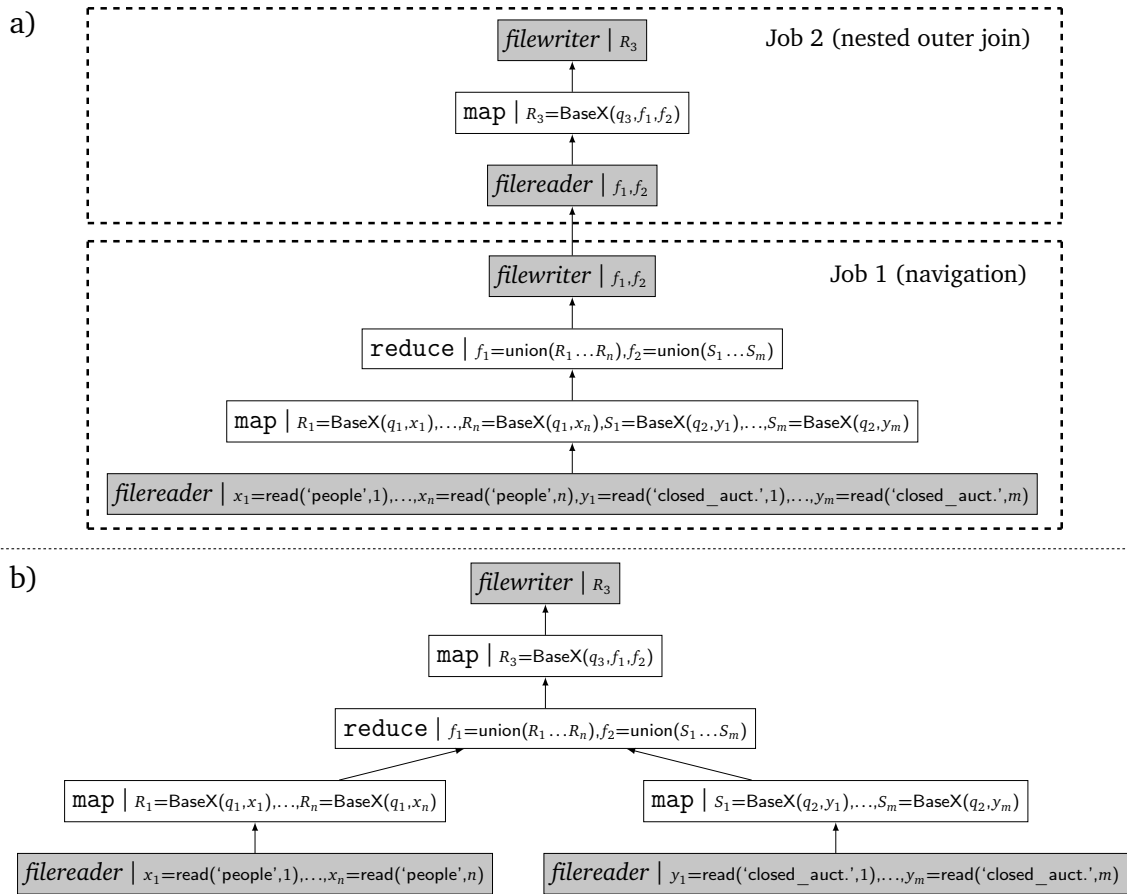 a)
filewriter | R₃
Job 2 (nested outer join)
map | R₃=BaseX(q₃,f₁,f₂)
filereader | f₁,f₂
filewriter | f₁,f₂
Job 1 (navigation)
reduce | f₁=union(R₁…Rₙ),f₂=union(S₁…Sₘ)
map | R₁=BaseX(q₁,x₁),…,Rₙ=BaseX(q₁,xₙ),S₁=BaseX(q₂,y₁),…,Sₘ=BaseX(q₂,yₘ)
filereader | x₁=read(‘people’,1),…,xₙ=read(‘people’,n),y₁=read(‘closed_auct.’,1),…,yₘ=read(‘closed_auct.’,m)
b)
filewriter | R₃
map | R₃=BaseX(q₃,f₁,f₂)
reduce | f₁=union(R₁…Rₙ),f₂=union(S₁…Sₘ)
map | R₁=BaseX(q₁,x₁),…,Rₙ=BaseX(q₁,xₙ)
map | S₁=BaseX(q₂,y₁),…,Sₘ=BaseX(q₂,yₘ)
filereader | x₁=read(‘people’,1),…,xₙ=read(‘people’,n)
filereader | y₁=read(‘closed_auct.’,1),…,yₘ=read(‘closed_auct.’,m)